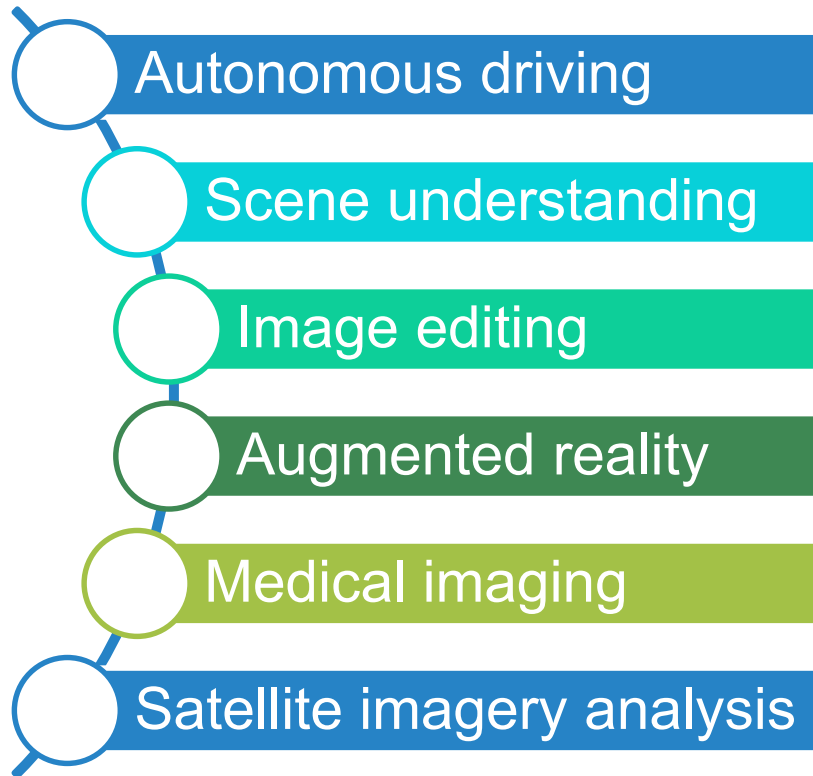 Autonomous driving
Scene understanding
Image editing
Augmented reality
Medical imaging
Satellite imagery analysis